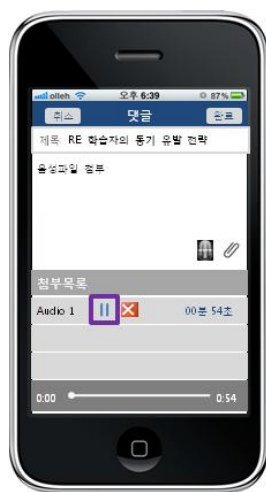 olleh 오후 6:39 87%
취소 댓글 완료
제목: RE 학습자의 동기 유발 전략
음성파일 첨부
첨부목록
Audio 1 00분 54초
0:00 0:54